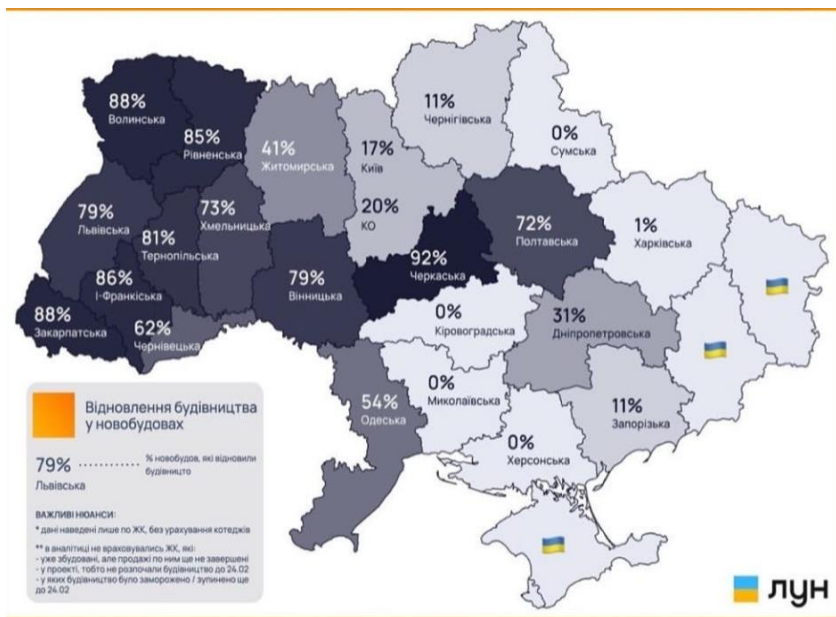 88%
Волинська
85%
Рівненська
41%
Житомирська
17%
Київ
11%
Чернігівська
0%
Сумська
79%
Львівська
81%
Тернопільська
73%
Хмельницька
20%
КО
92%
Черкаська
72%
Полтавська
1%
Харківська
88%
Закарпатська
86%
І-Франкіська
62%
Чернівецька
79%
Вінницька
0%
Кіровоградська
31%
Дніпропетровська
54%
Одеська
0%
Миколаївська
0%
Херсонська
11%
Запорізька
Відновлення будівництва
у новобудовах
79%
Львівська
% новобудов, які відновили
будівницто
ВАЖЛИВІ НЮАНСИ:
* дані наведені лише по ЖК, без урахування котеджів
** в аналітиці не враховувались ЖК, які:
- уже збудовані, але продажі по ним ще не завершені
- у проекті, тобто не розпочали будівництво до 24.02
- у яких будівництво було заморожено / зупинено ще
до 24.02
лун